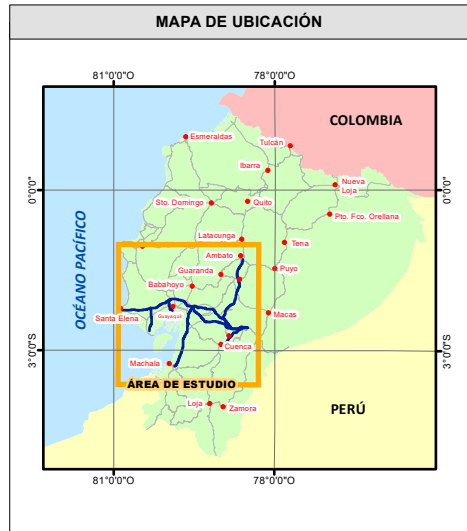 MAPA DE UBICACIÓN
81°0'0"O
78°0'0"O
COLOMBIA
Esmeraldas
Tulcán
Ibarra
Nueva
Loja
0°0'0"
0°0'0"
Sto. Domingo
Quito
Pto. Fco. Orellana
OCÉANO PACÍFICO
Latacunga
Tena
Ambato
Guaranda
Puyo
Babahoyo
Santa Elena
Guayaquil
Macas
Cuenca
3°0'0"S
3°0'0"S
Machala
ÁREA DE ESTUDIO
Loja
Zamora
PERÚ
81°0'0"O
78°0'0"O